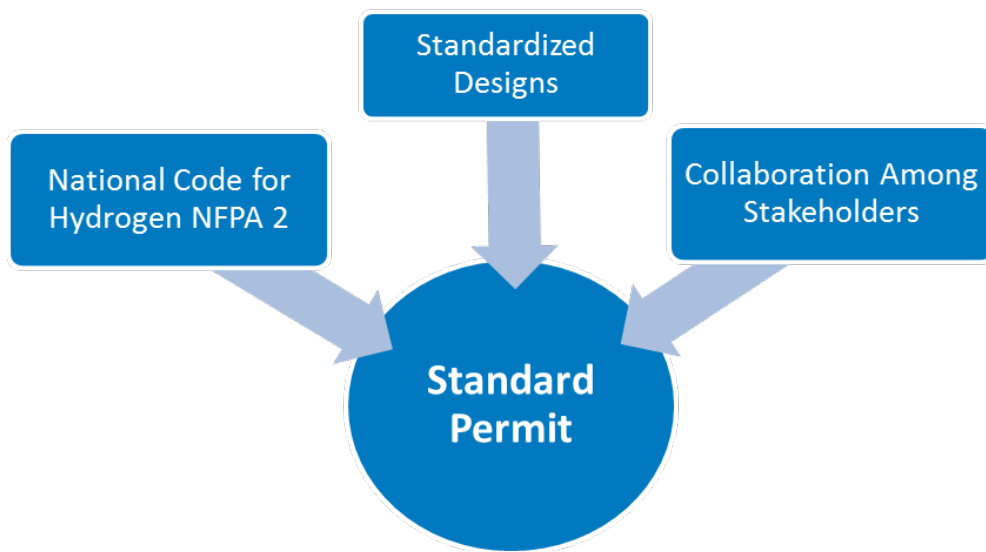 Standardized
Designs
National Code for
Hydrogen NFPA 2
Collaboration Among
Stakeholders
Standard
Permit